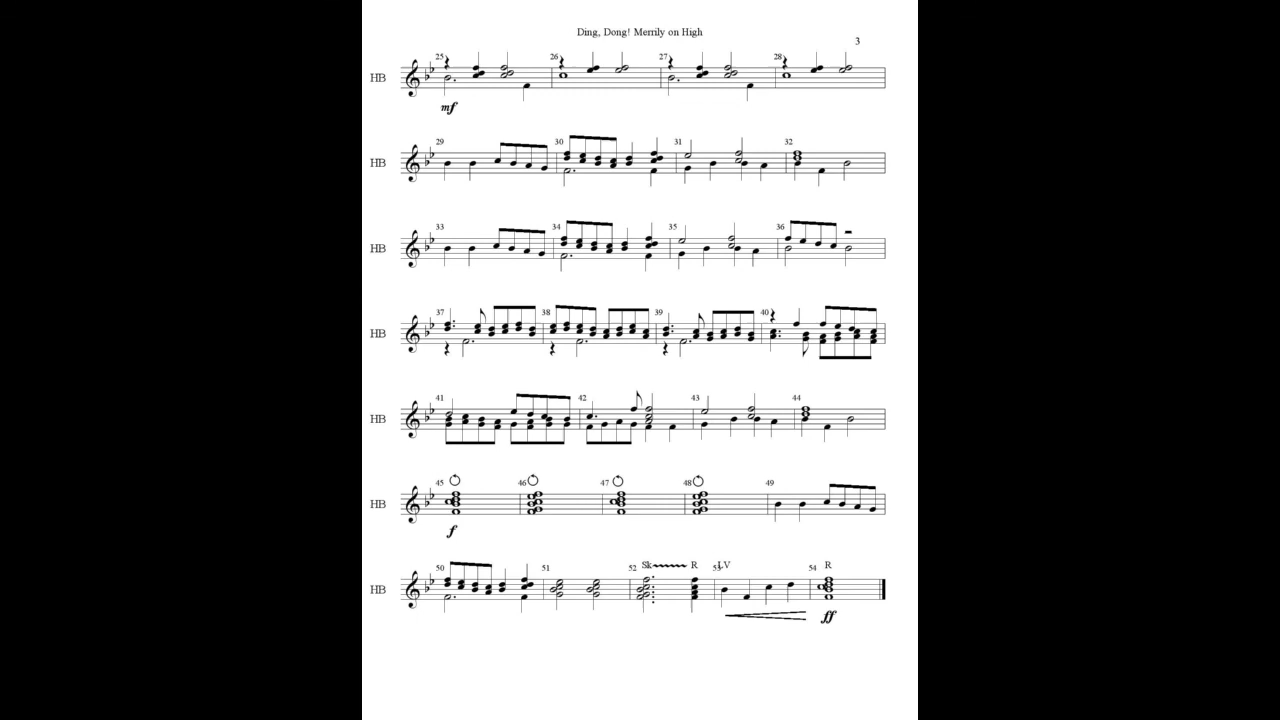 Ding, Dong! Merrily on High
3
25 26 27 28
HB
mf
29 30 31 32
HB
33 34 35 36
HB
37 38 39 40
HB
41 42 43 44
HB
45 46 47 48 49
HB
f
50 51 52 Sk R 53 LV 54 R
HB
ff